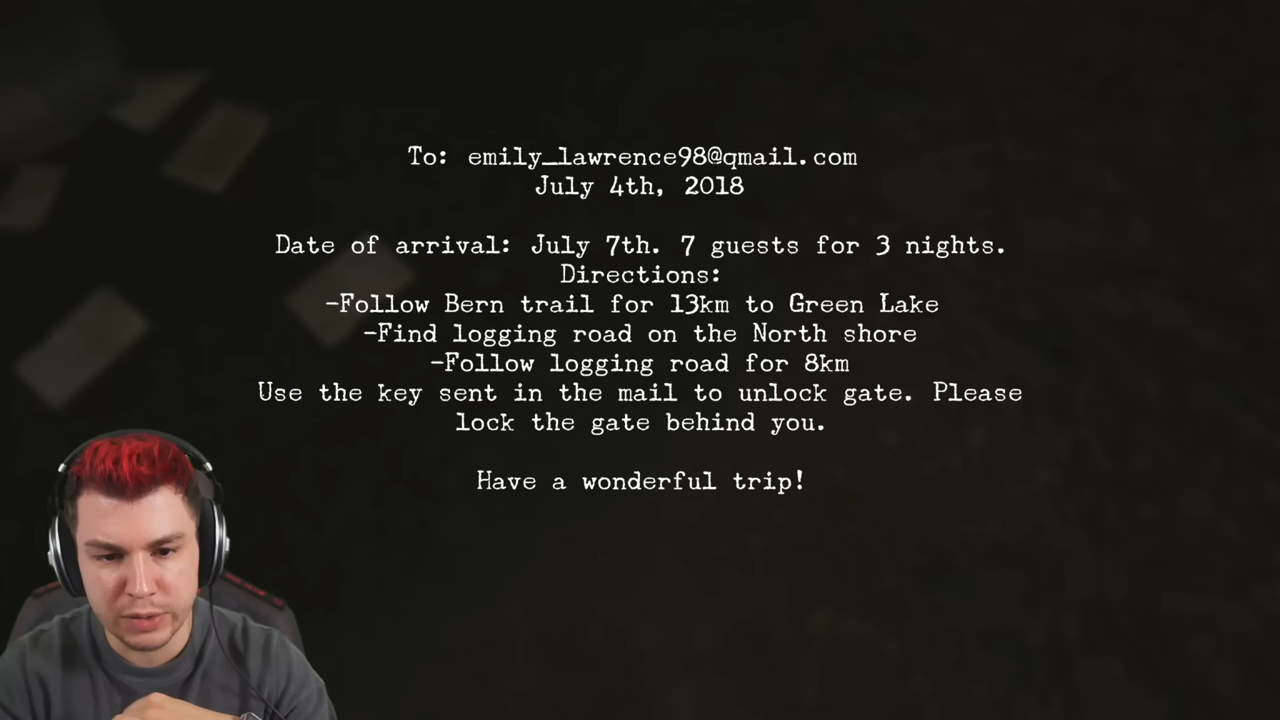 To: emily_lawrence98@qmail.com
July 4th, 2018
Date of arrival: July 7th. 7 guests for 3 nights.
Directions:
-Follow Bern trail for 13km to Green Lake
-Find logging road on the North shore
-Follow logging road for 8km
Use the key sent in the mail to unlock gate. Please
lock the gate behind you.
Have a wonderful trip!